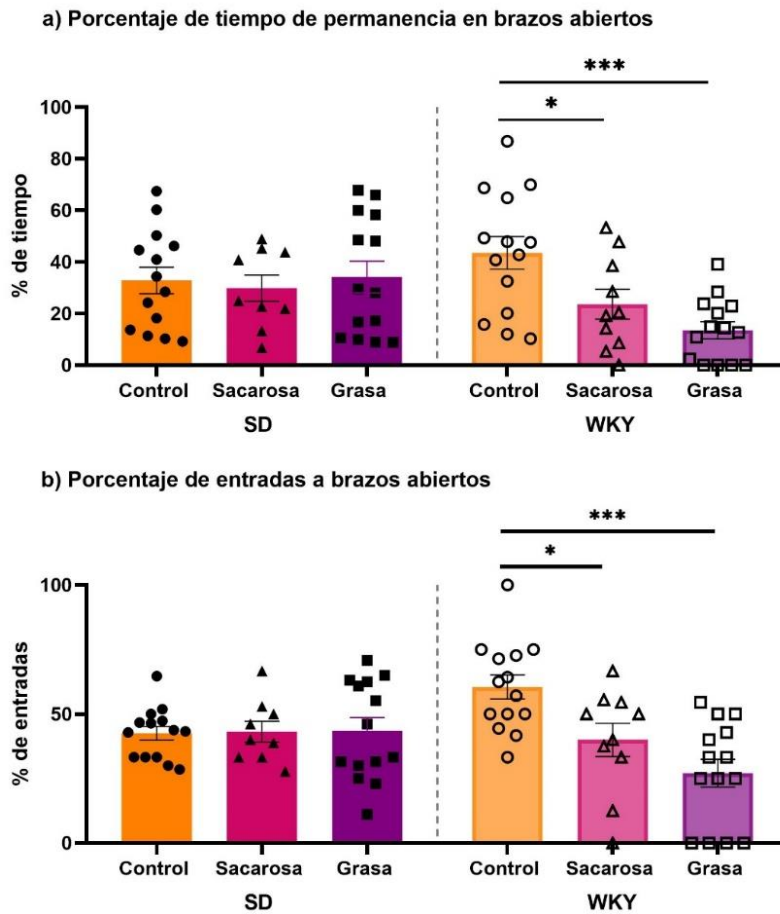 a) Porcentaje de tiempo de permanencia en brazos abiertos
***
*
100
80
60
40
20
0
% de tiempo
Control Sacarosa Grasa Control Sacarosa Grasa
SD WKY
b) Porcentaje de entradas a brazos abiertos
***
*
100
50
0
% de entradas
Control Sacarosa Grasa Control Sacarosa Grasa
SD WKY